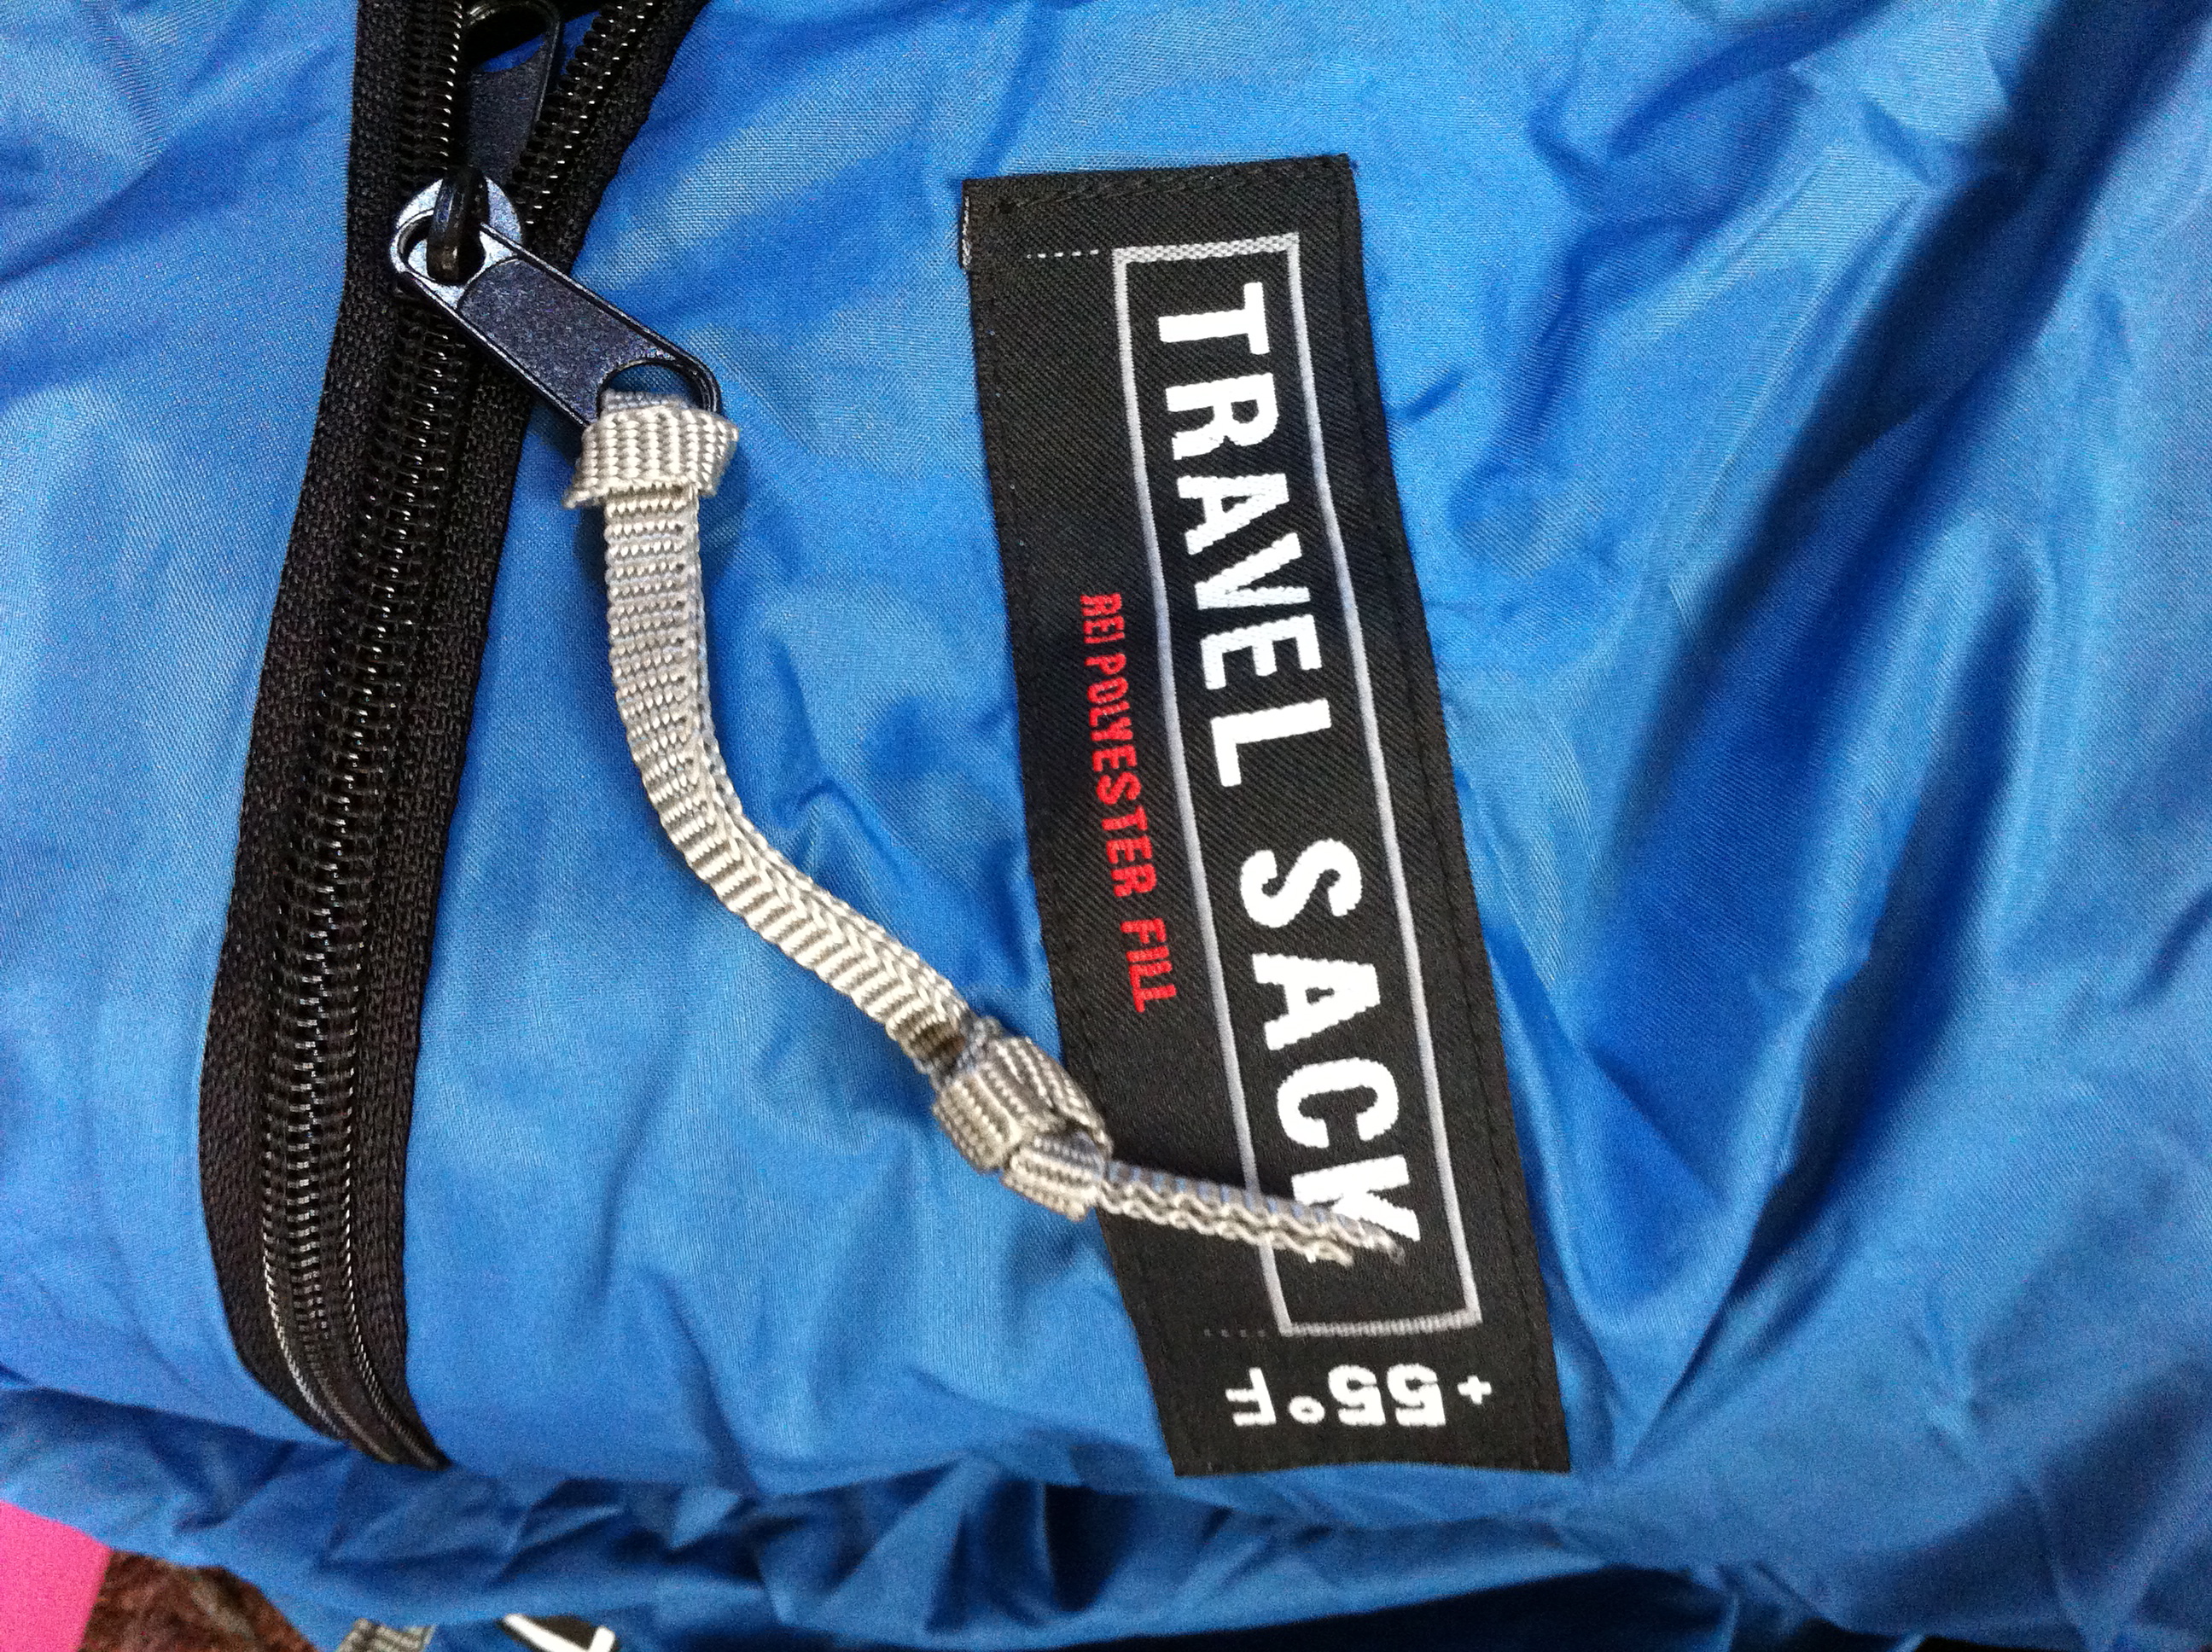 TRAVEL SACK
REI POLYESTER FILL
+55°F